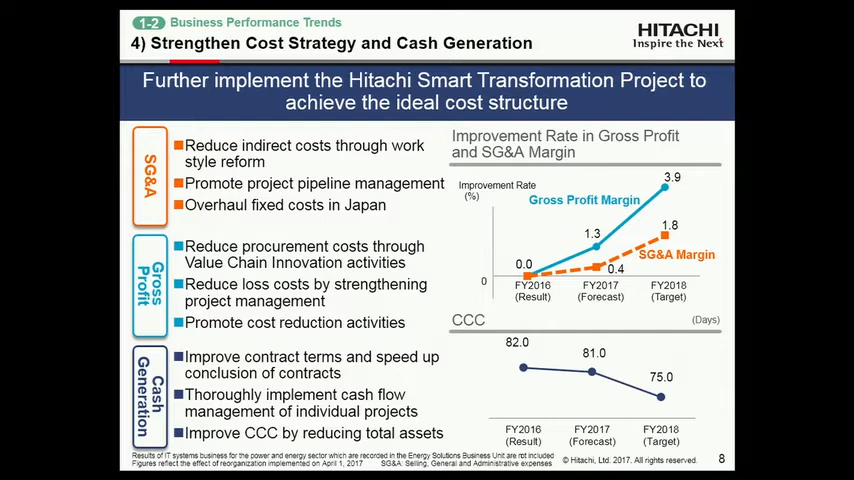 1-2 Business Performance Trends
4) Strengthen Cost Strategy and Cash Generation
HITACHI
Inspire the Next
Further implement the Hitachi Smart Transformation Project to
achieve the ideal cost structure
SG&A
■Reduce indirect costs through work
style reform
■Promote project pipeline management
■Overhaul fixed costs in Japan
Gross
Profit
■Reduce procurement costs through
Value Chain Innovation activities
■Reduce loss costs by strengthening
project management
■Promote cost reduction activities
Cash
Generation
■Improve contract terms and speed up
conclusion of contracts
■Thoroughly implement cash flow
management of individual projects
■Improve CCC by reducing total assets
Improvement Rate in Gross Profit
and SG&A Margin
Improvement Rate
(%)
3.9
Gross Profit Margin
1.8
1.3
SG&A Margin
0.0
0.4
0
FY2016 FY2017 FY2018
(Result) (Forecast) (Target)
CCC (Days)
82.0
81.0
75.0
FY2016 FY2017 FY2018
(Result) (Forecast) (Target)
Results of IT systems business for the power and energy sector which are recorded in the Energy Solutions Business Unit are not included
Figures reflect the effect of reorganization implemented on April 1, 2017 SG&A: Selling, General and Administrative expenses
© Hitachi, Ltd. 2017. All rights reserved. 8